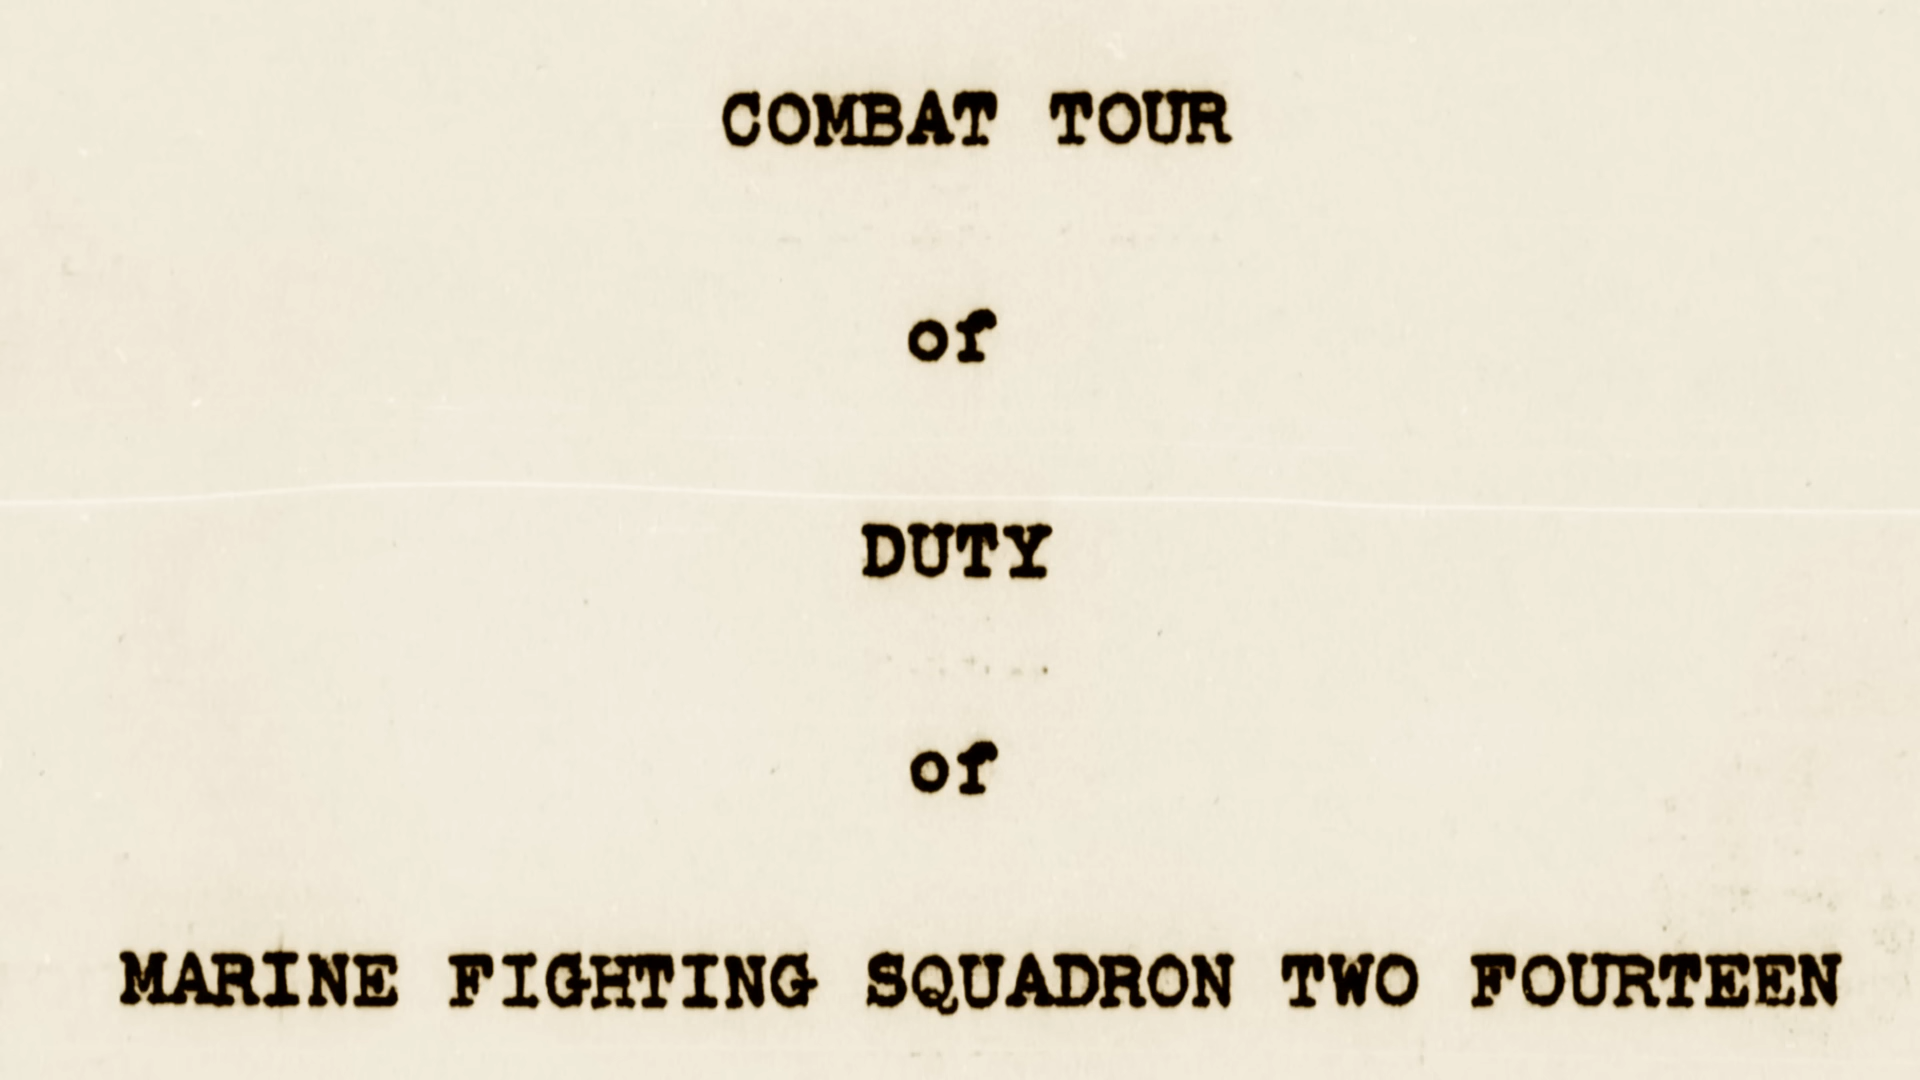 COMBAT TOUR
of
DUTY
of
MARINE FIGHTING SQUADRON TWO FOURTEEN